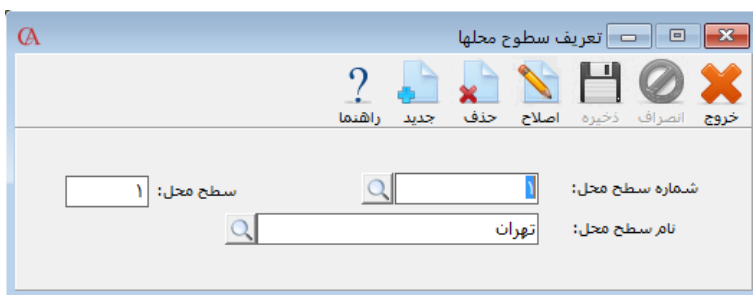 تعریف سطوح محلها
خروج انصراف ذخیره اصلاح حذف جدید راهنما
شماره سطح محل: ۱ سطح محل: ۱
نام سطح محل: تهران